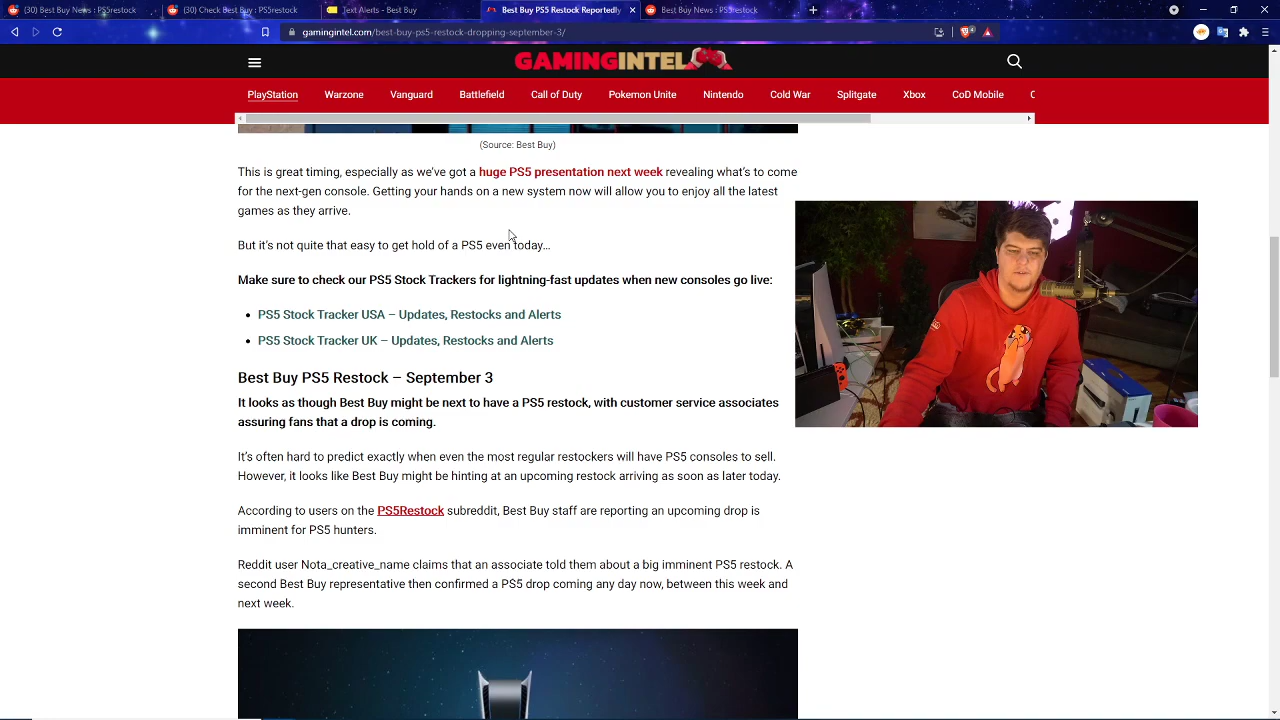 (30) Best Buy News : PS5restock
(30) Check Best Buy : PS5restock
Text Alerts - Best Buy
Best Buy PS5 Restock Reportedly
Best Buy News : PS5restock
gamingintel.com/best-buy-ps5-restock-dropping-september-3/
GAMINGINTEL
PlayStation Warzone Vanguard Battlefield Call of Duty Pokemon Unite Nintendo Cold War Splitgate Xbox CoD Mobile
(Source: Best Buy)
This is great timing, especially as we've got a huge PS5 presentation next week revealing what's to come
for the next-gen console. Getting your hands on a new system now will allow you to enjoy all the latest
games as they arrive.
But it's not quite that easy to get hold of a PS5 even today…
Make sure to check our PS5 Stock Trackers for lightning-fast updates when new consoles go live:
• PS5 Stock Tracker USA – Updates, Restocks and Alerts
• PS5 Stock Tracker UK – Updates, Restocks and Alerts
Best Buy PS5 Restock – September 3
It looks as though Best Buy might be next to have a PS5 restock, with customer service associates
assuring fans that a drop is coming.
It's often hard to predict exactly when even the most regular restockers will have PS5 consoles to sell.
However, it looks like Best Buy might be hinting at an upcoming restock arriving as soon as later today.
According to users on the PS5Restock subreddit, Best Buy staff are reporting an upcoming drop is
imminent for PS5 hunters.
Reddit user Nota_creative_name claims that an associate told them about a big imminent PS5 restock. A
second Best Buy representative then confirmed a PS5 drop coming any day now, between this week and
next week.